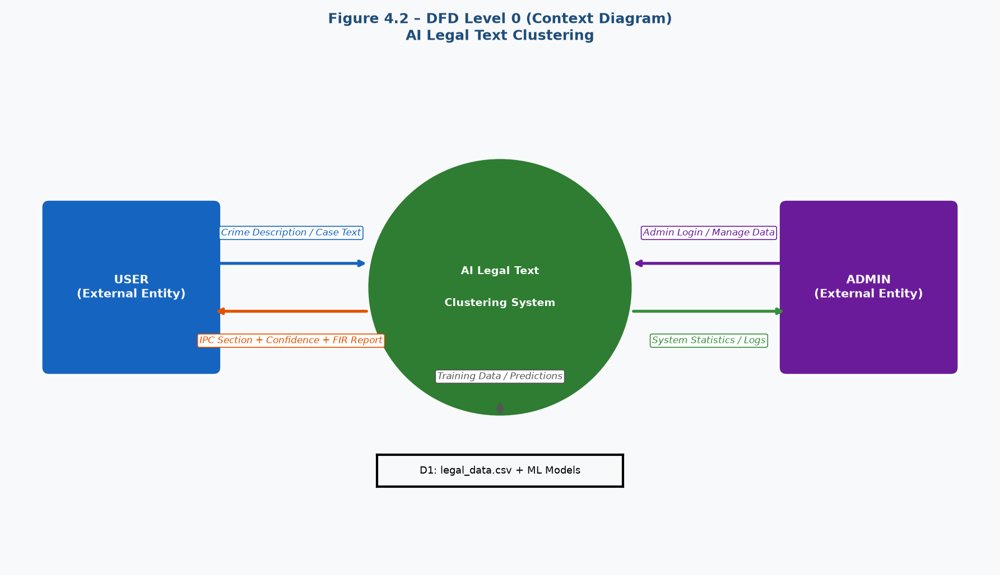 Figure 4.2 – DFD Level 0 (Context Diagram)
AI Legal Text Clustering
Crime Description / Case Text
Admin Login / Manage Data
USER
(External Entity)
AI Legal Text
Clustering System
ADMIN
(External Entity)
IPC Section + Confidence + FIR Report
System Statistics / Logs
Training Data / Predictions
D1: legal_data.csv + ML Models